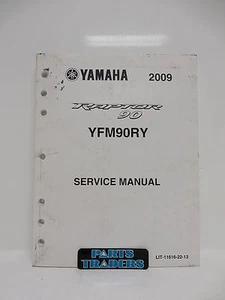 YAMAHA 2009
RAPTOR
90
YFM90RY
SERVICE MANUAL
LIT-11616-22-13
PARTS
TRADERS